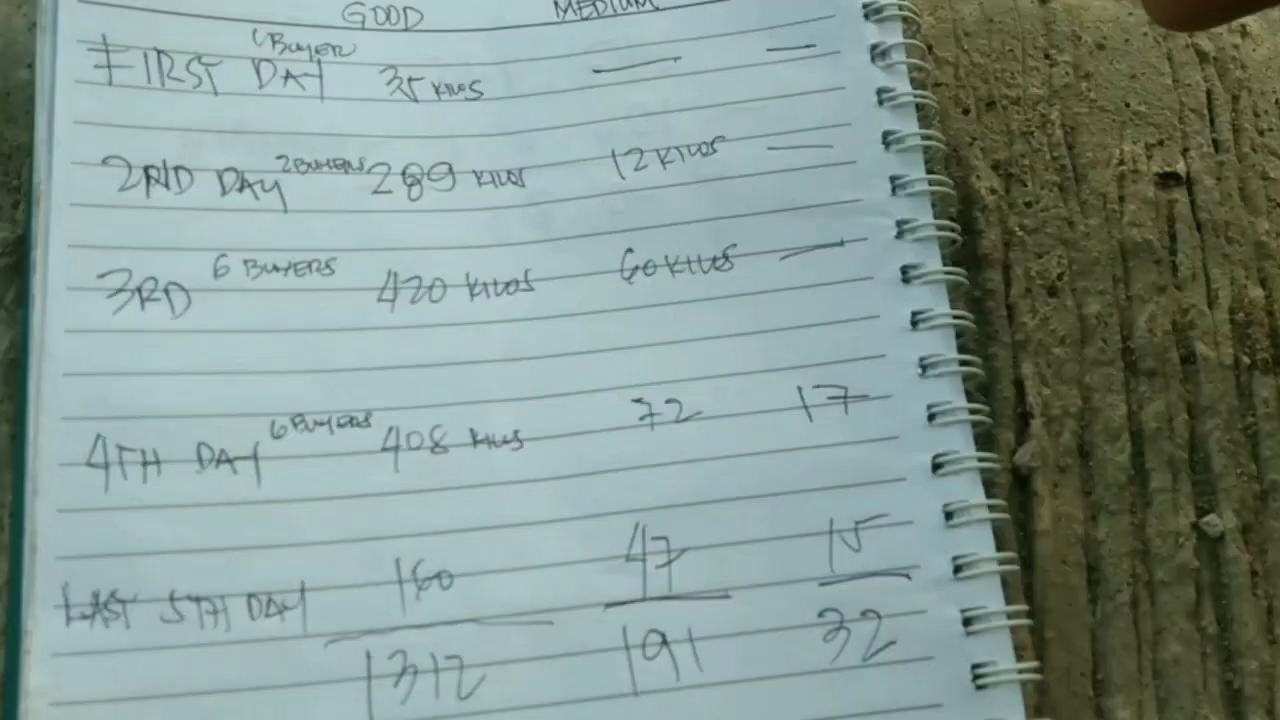 GOOD MEDIUM
FIRST DAY 1 BUYER 35 KILOS — —
2ND DAY 2 BUYERS 289 KILOS 12 KILOS —
3RD 6 BUYERS 420 KILOS 60 KILOS —
4TH DAY 6 BUYERS 408 KILOS 72 17
LAST 5TH DAY 160 47 15
1312 191 32